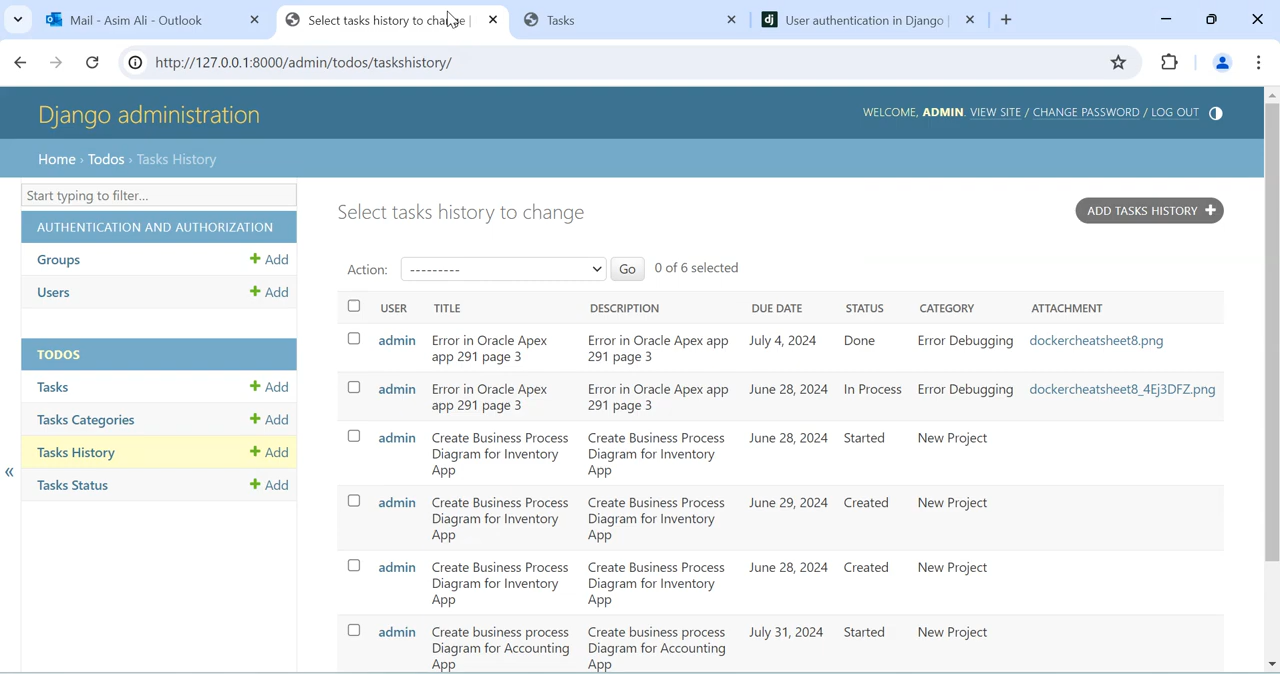 Mail - Asim Ali - Outlook
Select tasks history to change |
Tasks
User authentication in Django |
http://127.0.0.1:8000/admin/todos/taskshistory/
Django administration
WELCOME, ADMIN. VIEW SITE / CHANGE PASSWORD / LOG OUT
Home › Todos › Tasks History
Start typing to filter...
AUTHENTICATION AND AUTHORIZATION
Groups + Add
Users + Add
TODOS
Tasks + Add
Tasks Categories + Add
Tasks History + Add
Tasks Status + Add
«
Select tasks history to change
ADD TASKS HISTORY +
Action: --------- Go 0 of 6 selected
USER TITLE DESCRIPTION DUE DATE STATUS CATEGORY ATTACHMENT
admin Error in Oracle Apex Error in Oracle Apex app July 4, 2024 Done Error Debugging dockercheatsheet8.png
app 291 page 3 291 page 3
admin Error in Oracle Apex Error in Oracle Apex app June 28, 2024 In Process Error Debugging dockercheatsheet8_4Ej3DFZ.png
app 291 page 3 291 page 3
admin Create Business Process Create Business Process June 28, 2024 Started New Project
Diagram for Inventory Diagram for Inventory
App App
admin Create Business Process Create Business Process June 29, 2024 Created New Project
Diagram for Inventory Diagram for Inventory
App App
admin Create Business Process Create Business Process June 28, 2024 Created New Project
Diagram for Inventory Diagram for Inventory
App App
admin Create business process Create business process July 31, 2024 Started New Project
Diagram for Accounting Diagram for Accounting
App App